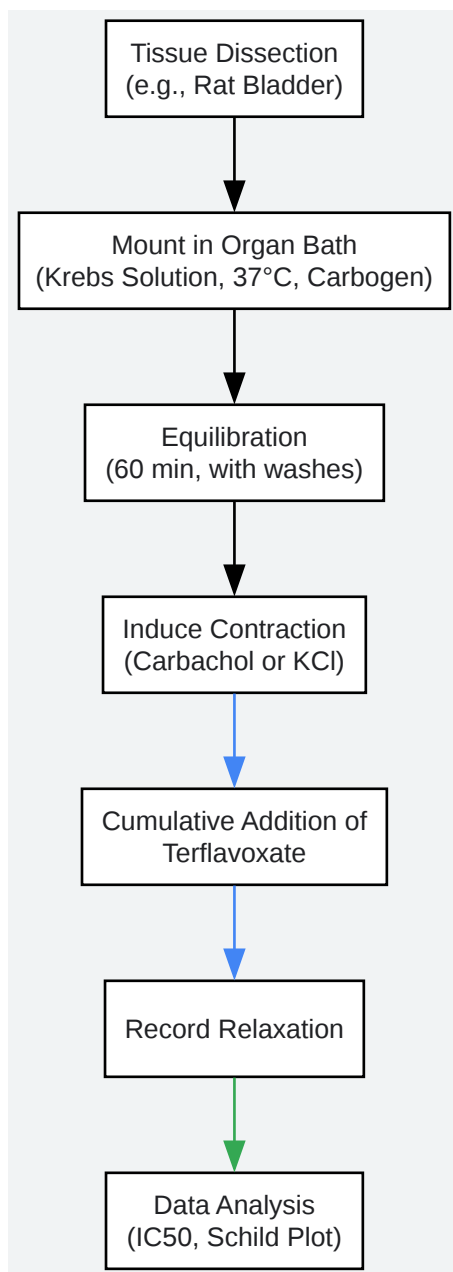 Tissue Dissection
(e.g., Rat Bladder)
Mount in Organ Bath
(Krebs Solution, 37°C, Carbogen)
Equilibration
(60 min, with washes)
Induce Contraction
(Carbachol or KCl)
Cumulative Addition of
Terflavoxate
Record Relaxation
Data Analysis
(IC50, Schild Plot)